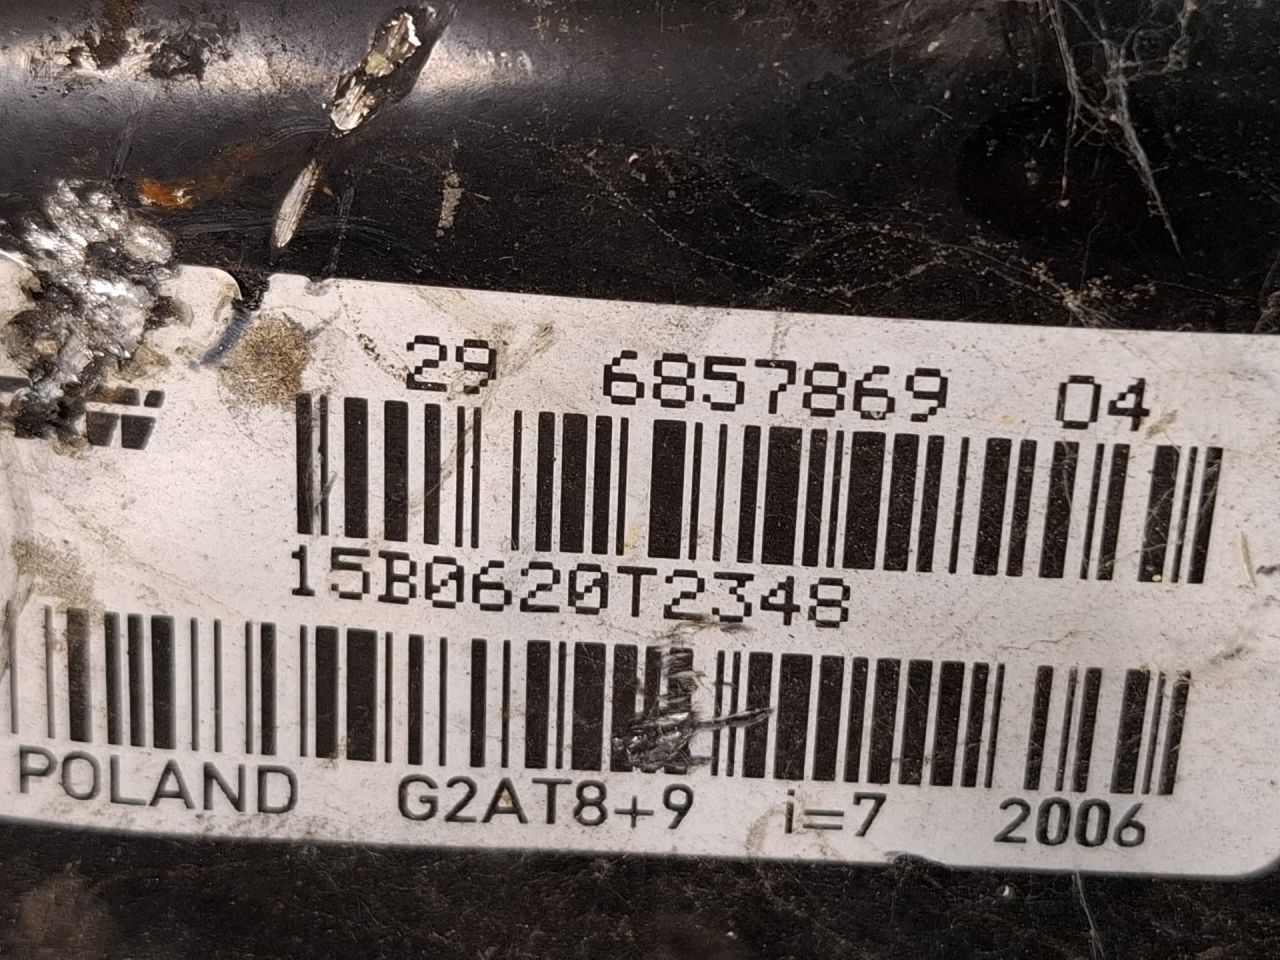 29 6857869 04
15B0620T2348
POLAND G2AT8+9 i=7 2006